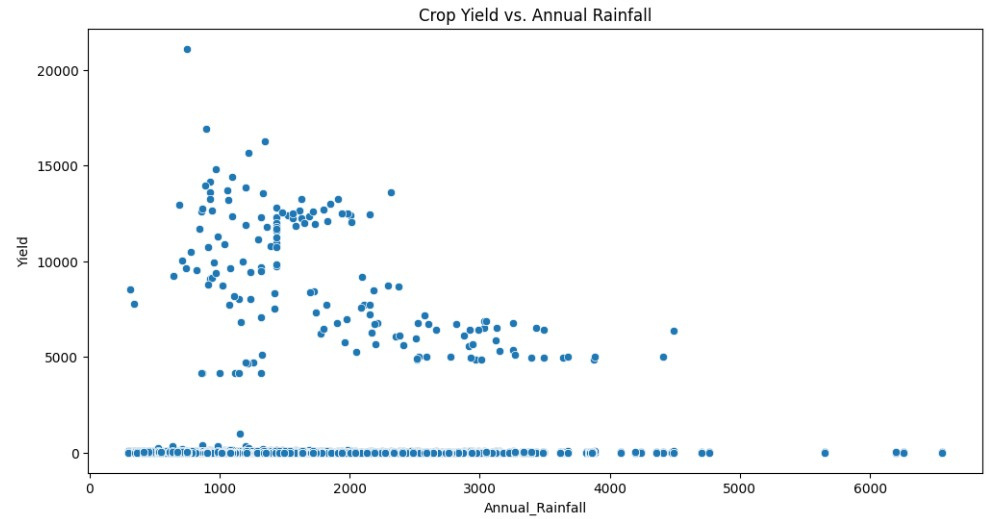 Crop Yield vs. Annual Rainfall
20000
15000
10000
5000
0
Yield
0 1000 2000 3000 4000 5000 6000
Annual_Rainfall